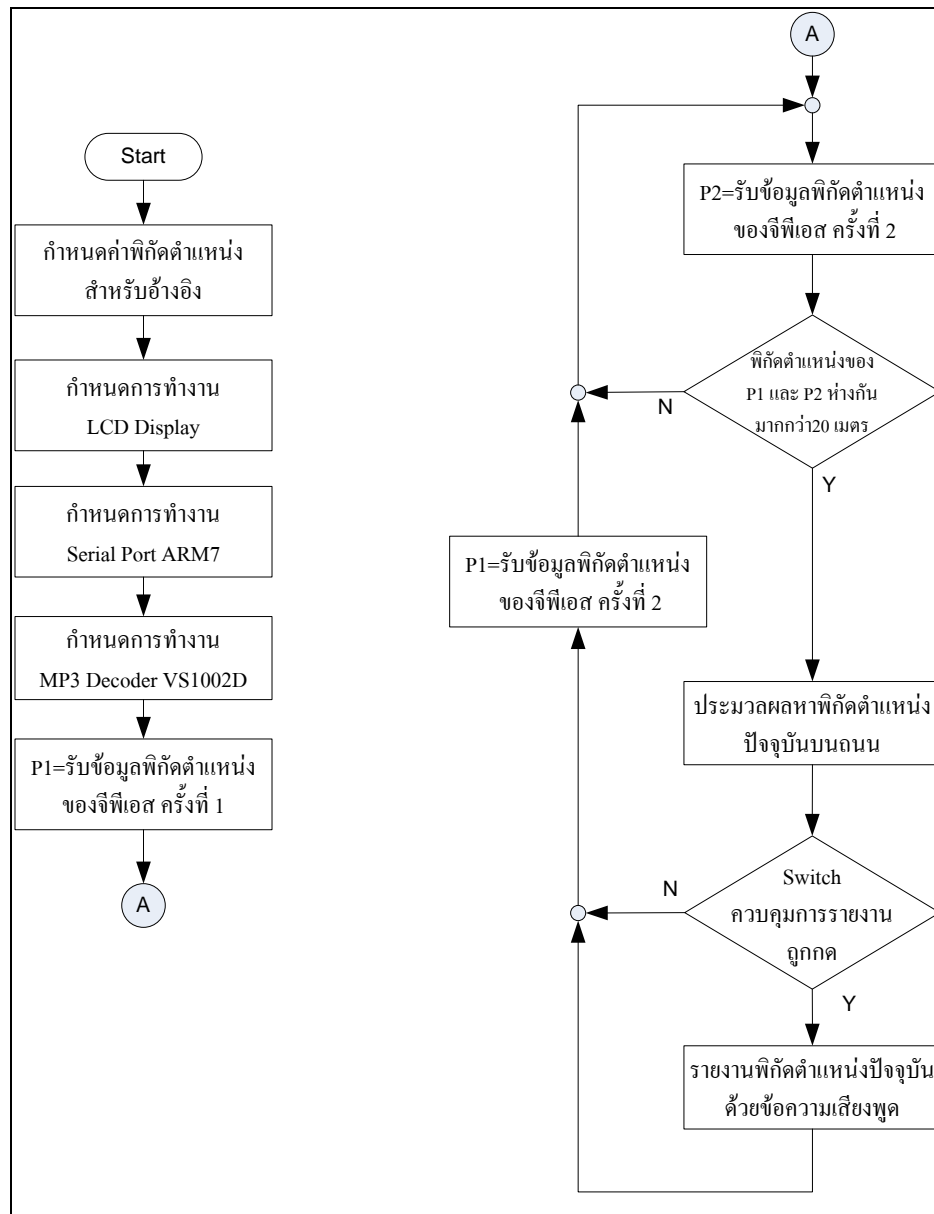 Start
กำหนดค่าพิกัดตำแหน่ง
สำหรับอ้างอิง
กำหนดการทำงาน
LCD Display
กำหนดการทำงาน
Serial Port ARM7
กำหนดการทำงาน
MP3 Decoder VS1002D
P1=รับข้อมูลพิกัดตำแหน่ง
ของจีพีเอส ครั้งที่ 1
A
A
P2=รับข้อมูลพิกัดตำแหน่ง
ของจีพีเอส ครั้งที่ 2
พิกัดตำแหน่งของ
P1 และ P2 ห่างกัน
มากกว่า20 เมตร
N
Y
P1=รับข้อมูลพิกัดตำแหน่ง
ของจีพีเอส ครั้งที่ 2
ประมวลผลหาพิกัดตำแหน่ง
ปัจจุบันบนถนน
Switch
ควบคุมการรายงาน
ถูกกด
N
Y
รายงานพิกัดตำแหน่งปัจจุบัน
ด้วยข้อความเสียงพูด